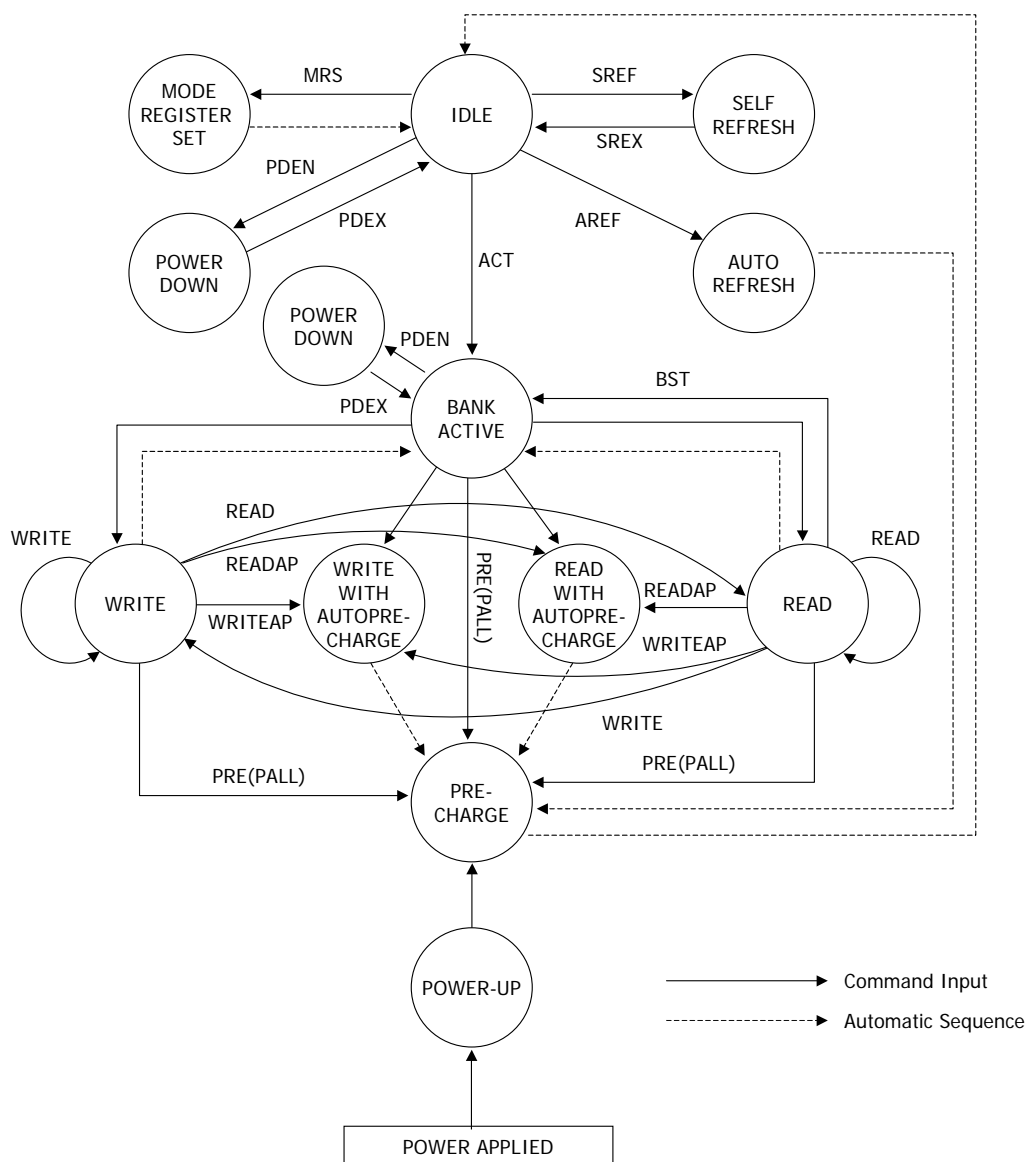 MRS
SREF
MODE
REGISTER
SET
IDLE
SELF
REFRESH
SREX
PDEN
PDEX
AREF
POWER
DOWN
ACT
AUTO
REFRESH
POWER
DOWN
PDEN
PDEX
BANK
ACTIVE
BST
READ
WRITE
READ
READAP
WRITE
WRITEAP
WRITE
WITH
AUTOPRE-
CHARGE
PRE(PALL)
READ
WITH
AUTOPRE-
CHARGE
READAP
READ
WRITEAP
WRITE
PRE(PALL)
PRE(PALL)
PRE-
CHARGE
POWER-UP
Command Input
Automatic Sequence
POWER APPLIED